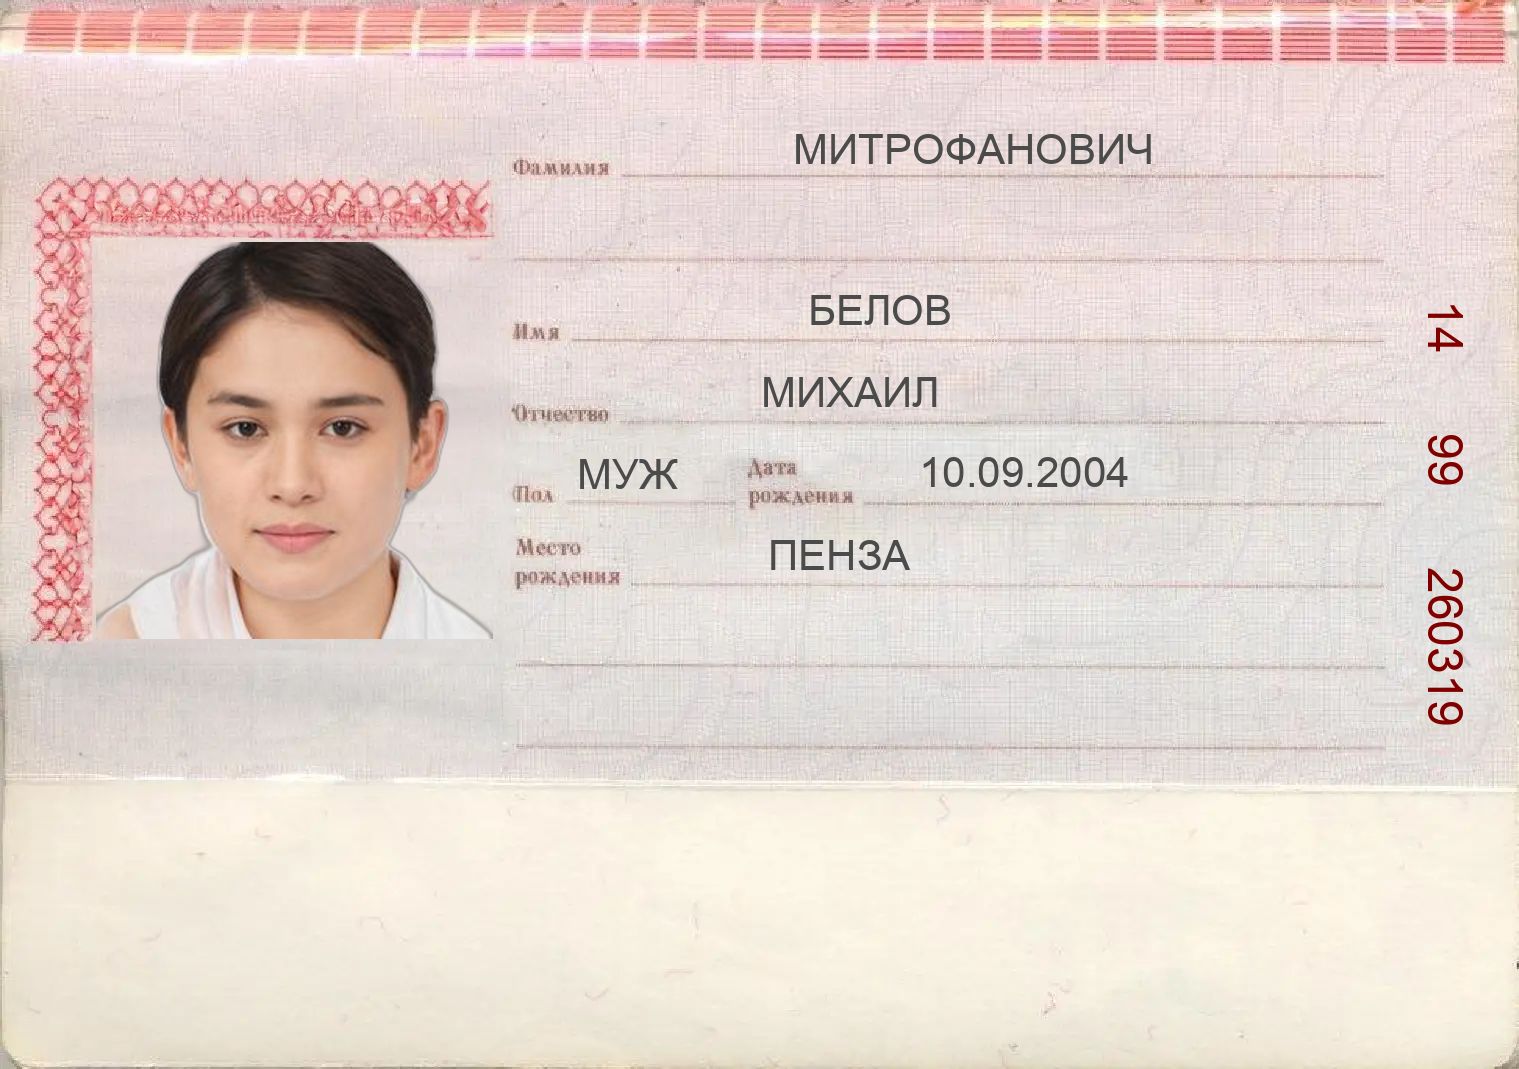 Фамилия МИТРОФАНОВИЧ
Имя БЕЛОВ
Отчество МИХАИЛ
Пол МУЖ Дата рождения 10.09.2004
Место рождения ПЕНЗА
14 99 260319